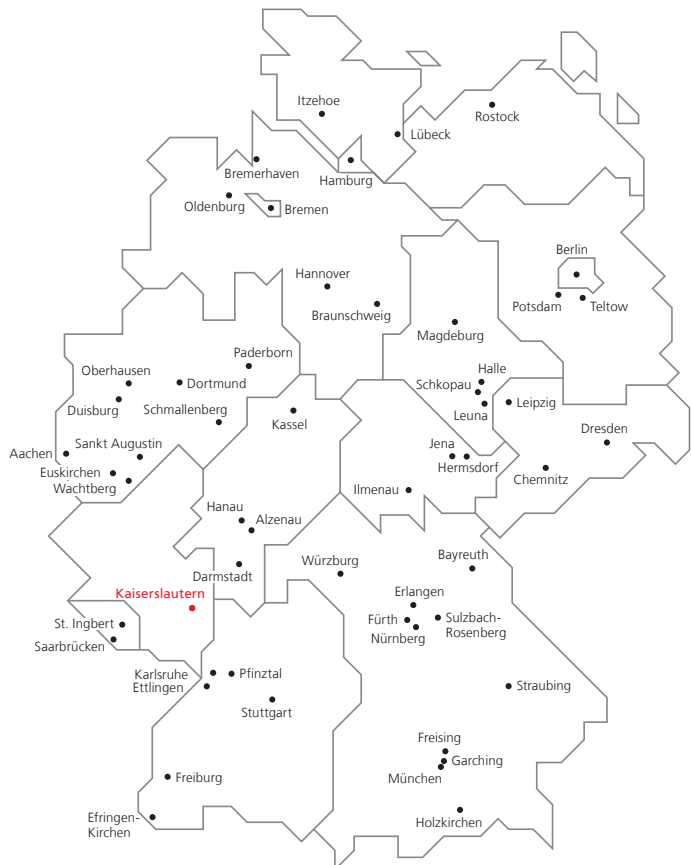 Itzehoe
Rostock
Lübeck
Bremerhaven
Hamburg
Oldenburg
Bremen
Berlin
Hannover
Potsdam
Teltow
Braunschweig
Magdeburg
Paderborn
Oberhausen
Halle
Dortmund
Schkopau
Duisburg
Schmallenberg
Leuna
Leipzig
Kassel
Dresden
Aachen
Sankt Augustin
Jena
Euskirchen
Hermsdorf
Wachtberg
Chemnitz
Ilmenau
Hanau
Alzenau
Bayreuth
Würzburg
Darmstadt
Kaiserslautern
Erlangen
St. Ingbert
Fürth
Sulzbach-
Rosenberg
Nürnberg
Saarbrücken
Karlsruhe
Pfinztal
Ettlingen
Straubing
Stuttgart
Freising
Garching
Freiburg
München
Efringen-
Kirchen
Holzkirchen